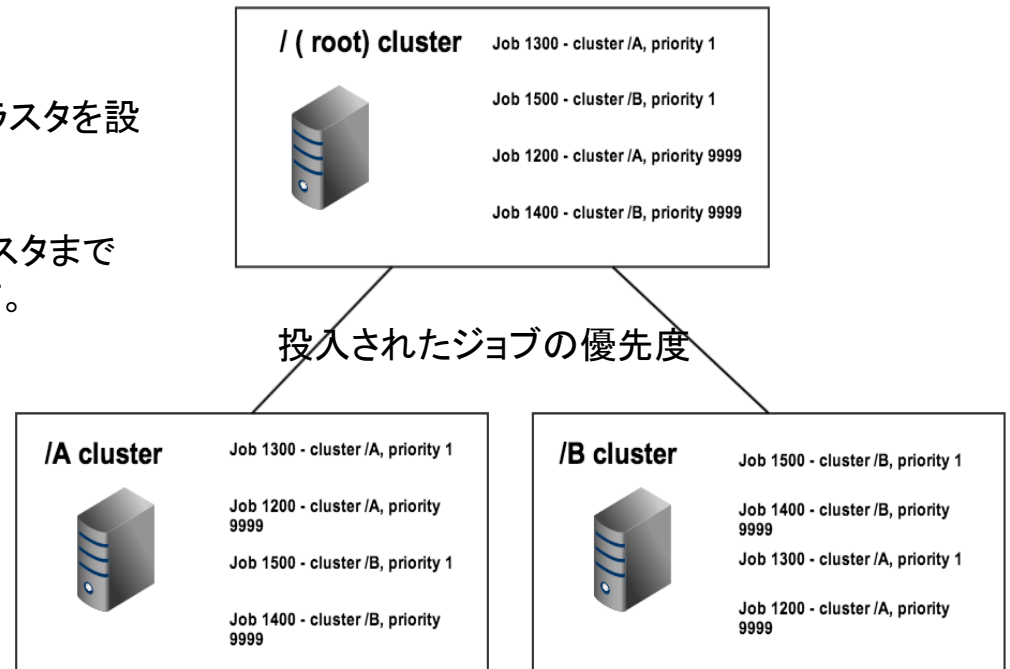 / ( root) cluster
Job 1300 - cluster /A, priority 1
Job 1500 - cluster /B, priority 1
Job 1200 - cluster /A, priority 9999
Job 1400 - cluster /B, priority 9999
ラスタを設
スタまで
。
投入されたジョブの優先度
/A cluster
Job 1300 - cluster /A, priority 1
Job 1200 - cluster /A, priority
9999
Job 1500 - cluster /B, priority 1
Job 1400 - cluster /B, priority
9999
/B cluster
Job 1500 - cluster /B, priority 1
Job 1400 - cluster /B, priority
9999
Job 1300 - cluster /A, priority 1
Job 1200 - cluster /A, priority
9999